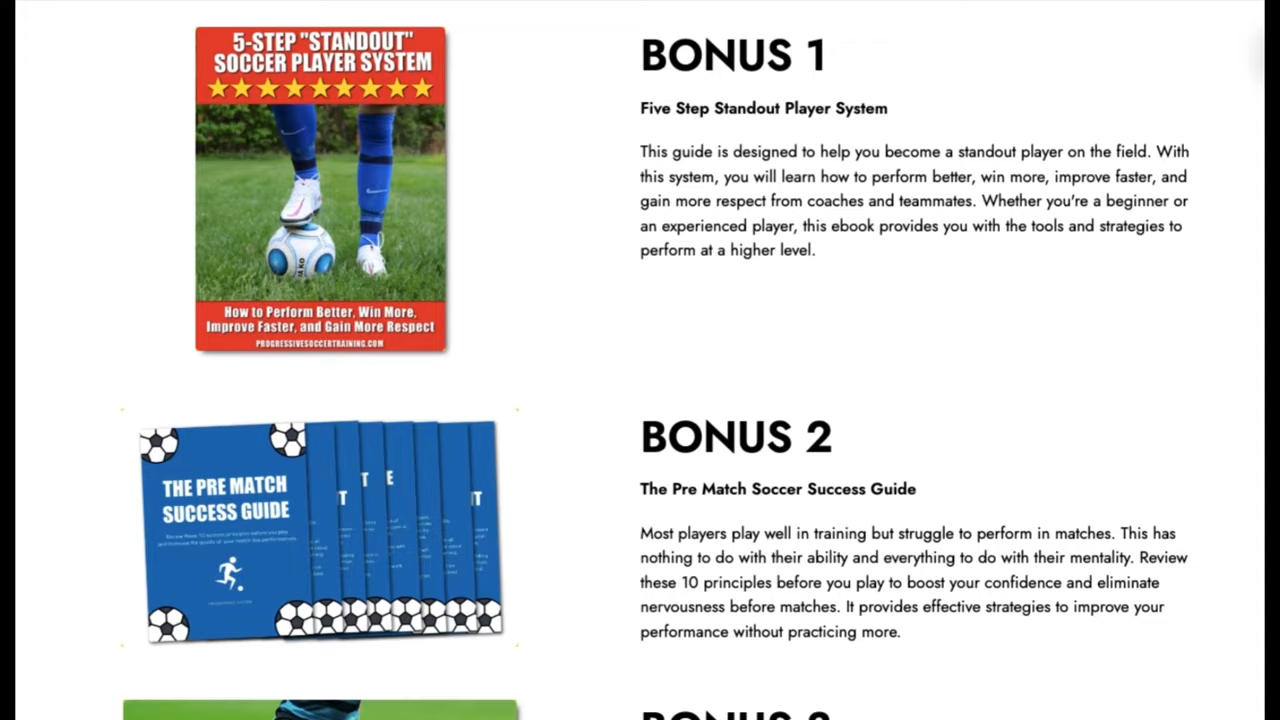 5-STEP "STANDOUT"
SOCCER PLAYER SYSTEM
How to Perform Better, Win More,
Improve Faster, and Gain More Respect
PROGRESSIVESOCCERTRAINING.COM
BONUS 1
Five Step Standout Player System
This guide is designed to help you become a standout player on the field. With
this system, you will learn how to perform better, win more, improve faster, and
gain more respect from coaches and teammates. Whether you're a beginner or
an experienced player, this ebook provides you with the tools and strategies to
perform at a higher level.
THE PRE MATCH
SUCCESS GUIDE
BONUS 2
The Pre Match Soccer Success Guide
Most players play well in training but struggle to perform in matches. This has
nothing to do with their ability and everything to do with their mentality. Review
these 10 principles before you play to boost your confidence and eliminate
nervousness before matches. It provides effective strategies to improve your
performance without practicing more.